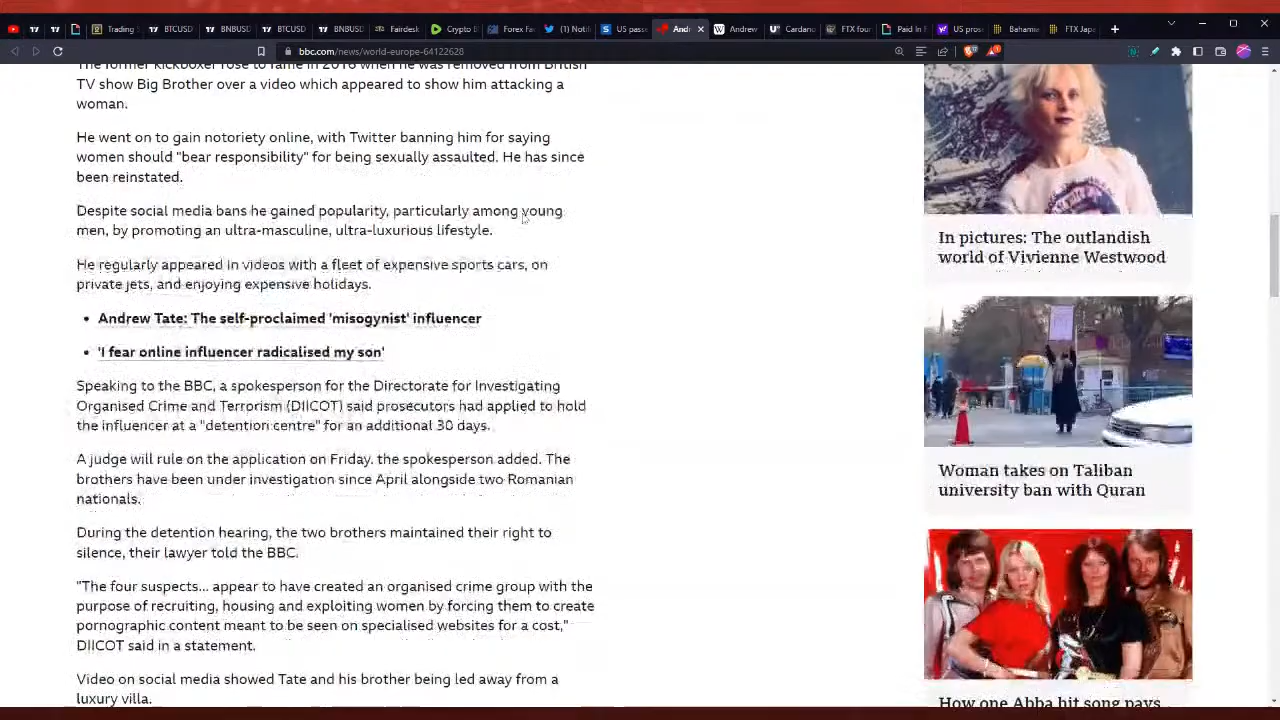 Trading
BTCUSD
BNBUSD
BTCUSD
BNBUSD
Fairdesk
Crypto
Forex Fa
(1) Notifi
US pass
Andr
Andrew
Cardano
FTX foun
Paid In F
US pros
Bahamia
FTX Japa
bbc.com/news/world-europe-64122628
The former kickboxer rose to fame in 2016 when he was removed from British
TV show Big Brother over a video which appeared to show him attacking a
woman.
He went on to gain notoriety online, with Twitter banning him for saying
women should "bear responsibility" for being sexually assaulted. He has since
been reinstated.
Despite social media bans he gained popularity, particularly among young
men, by promoting an ultra-masculine, ultra-luxurious lifestyle.
He regularly appeared in videos with a fleet of expensive sports cars, on
private jets, and enjoying expensive holidays.
• Andrew Tate: The self-proclaimed 'misogynist' influencer
• 'I fear online influencer radicalised my son'
Speaking to the BBC, a spokesperson for the Directorate for Investigating
Organised Crime and Terrorism (DIICOT) said prosecutors had applied to hold
the influencer at a "detention centre" for an additional 30 days.
A judge will rule on the application on Friday, the spokesperson added. The
brothers have been under investigation since April alongside two Romanian
nationals.
During the detention hearing, the two brothers maintained their right to
silence, their lawyer told the BBC.
"The four suspects... appear to have created an organised crime group with the
purpose of recruiting, housing and exploiting women by forcing them to create
pornographic content meant to be seen on specialised websites for a cost,"
DIICOT said in a statement.
Video on social media showed Tate and his brother being led away from a
luxury villa.
In pictures: The outlandish
world of Vivienne Westwood
Woman takes on Taliban
university ban with Quran
How one Abba hit song pays